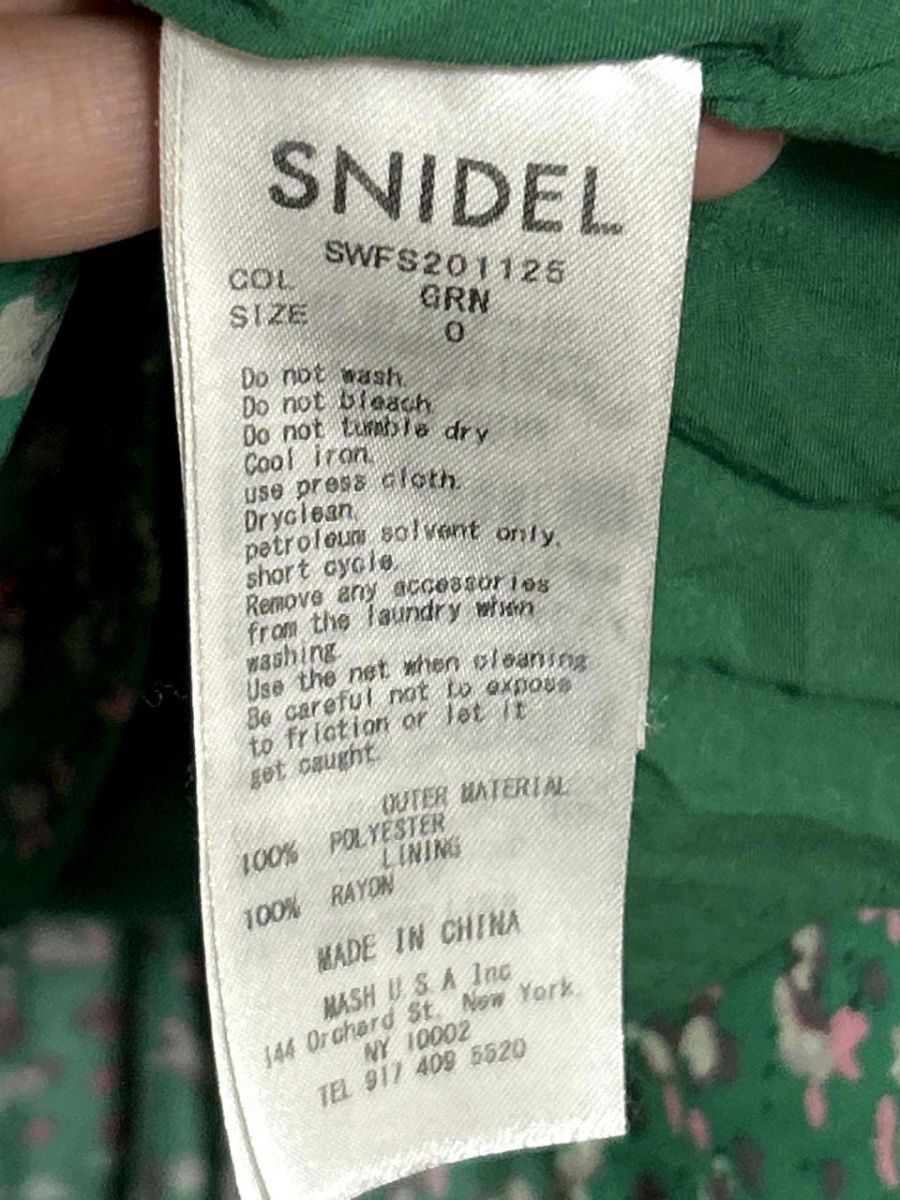 SNIDEL
SWFS201125
COL GRN
SIZE 0
Do not wash.
Do not bleach
Do not tumble dry
Cool iron.
use press cloth.
Dryclean,
petroleum solvent only,
short cycle.
Remove any accessories
from the laundry when
washing.
Use the net when cleaning
Be careful not to expose
to friction or let it
get caught.
OUTER MATERIAL
100% POLYESTER
LINING
100% RAYON
MADE IN CHINA
MASH U S A Inc
144 Orchard St. New York.
NY 10002
TEL 917 409 5520